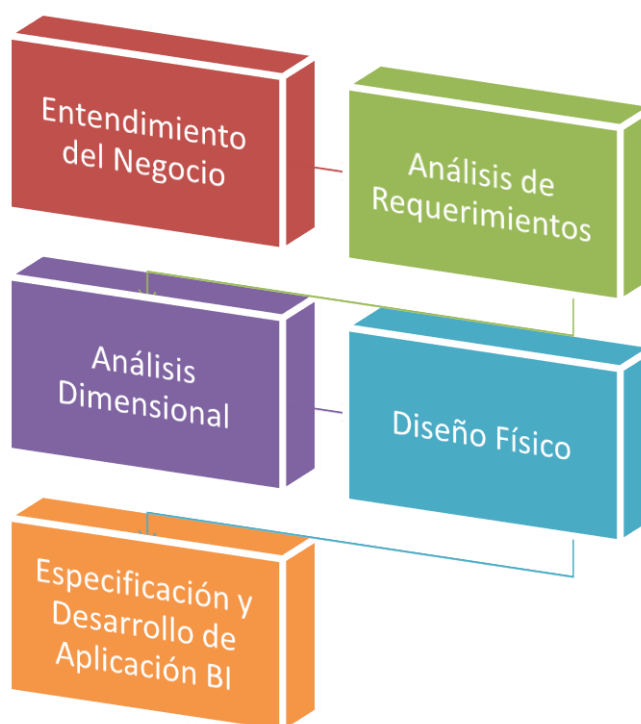 Entendimiento
del Negocio
Análisis de
Requerimientos
Análisis
Dimensional
Diseño Físico
Especificación y
Desarrollo de
Aplicación BI